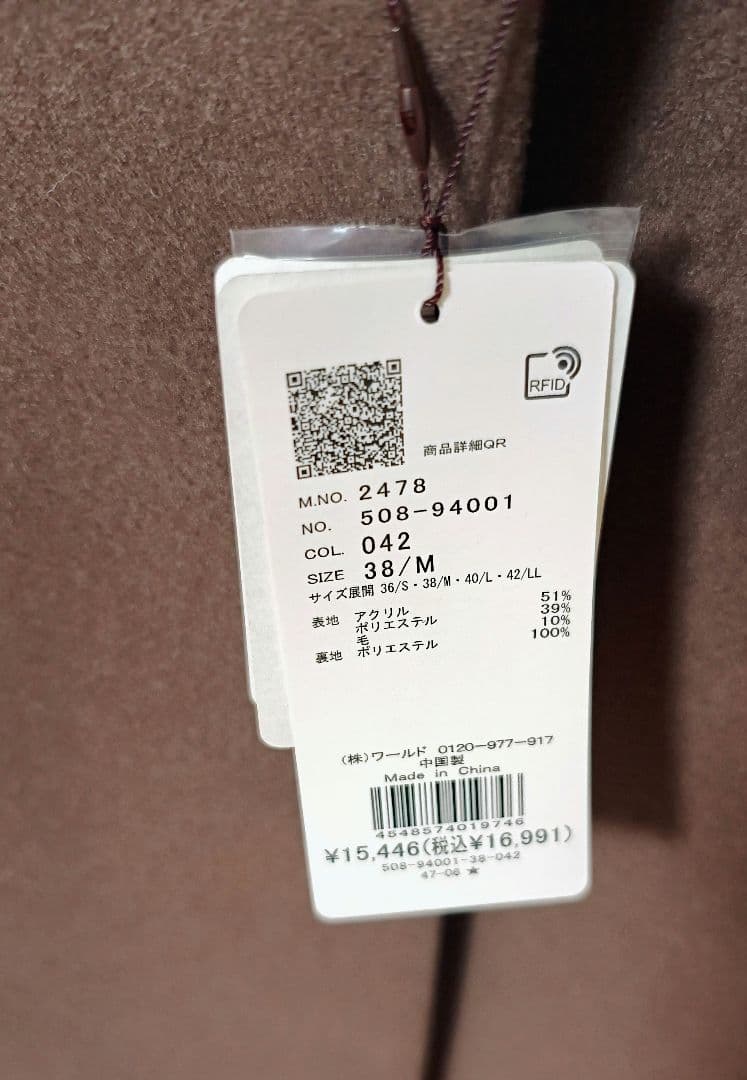 RFID
商品詳細QR
M.NO. 2478
NO. 508-94001
COL. 042
SIZE 38/M
サイズ展開 36/S・38/M・40/L・42/LL
表地 アクリル 51%
ポリエステル 39%
毛 10%
裏地 ポリエステル 100%
(株)ワールド 0120-977-917
中国製
Made in China
4548574019746
¥15,446(税込¥16,991)
508-94001-38-042
47-06 ★